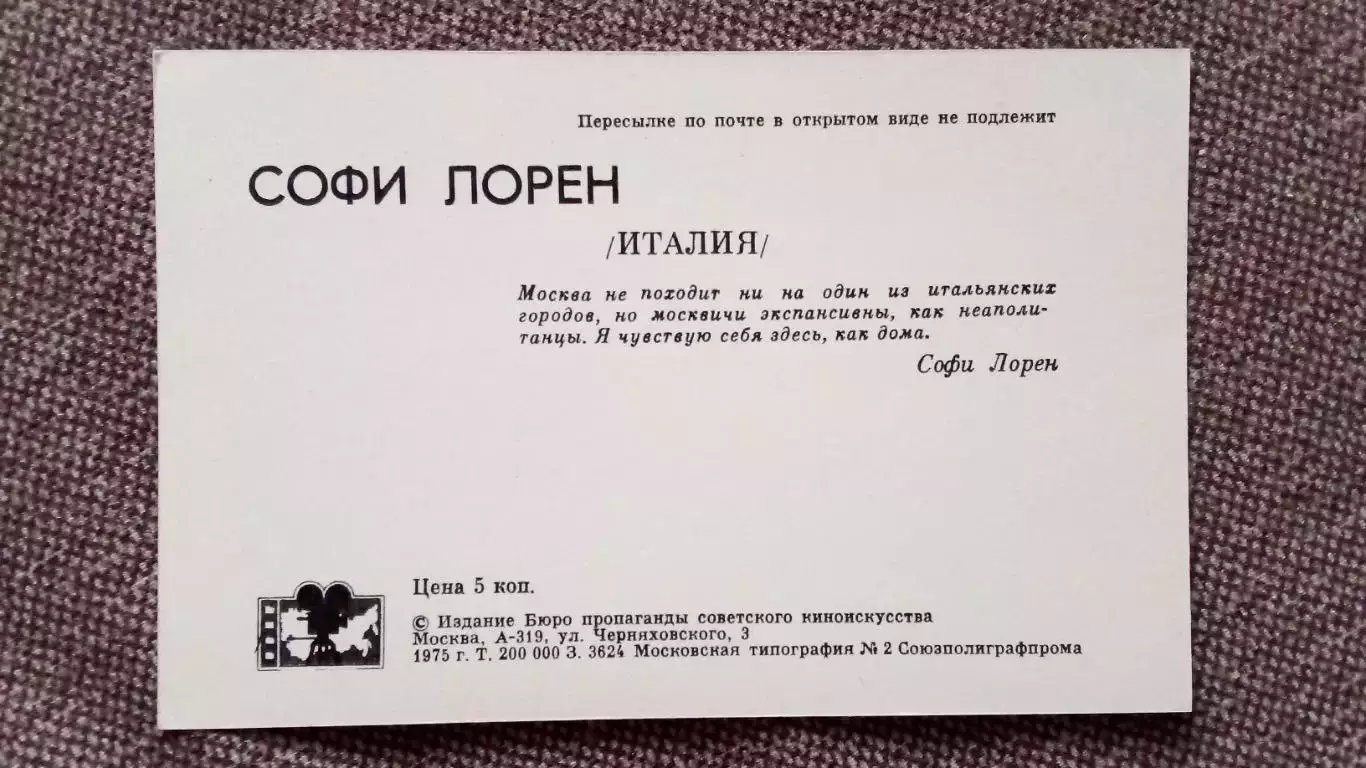 Пересылке по почте в открытом виде не подлежит
СОФИ ЛОРЕН
/ИТАЛИЯ/
Москва не походит ни на один из итальянских
городов, но москвичи экспансивны, как неаполи-
танцы. Я чувствую себя здесь, как дома.
Софи Лорен
Цена 5 коп.
© Издание Бюро пропаганды советского киноискусства
Москва, А-319, ул. Черняховского, 3
1975 г. Т. 200 000 З. 3624 Московская типография № 2 Союзполиграфпрома